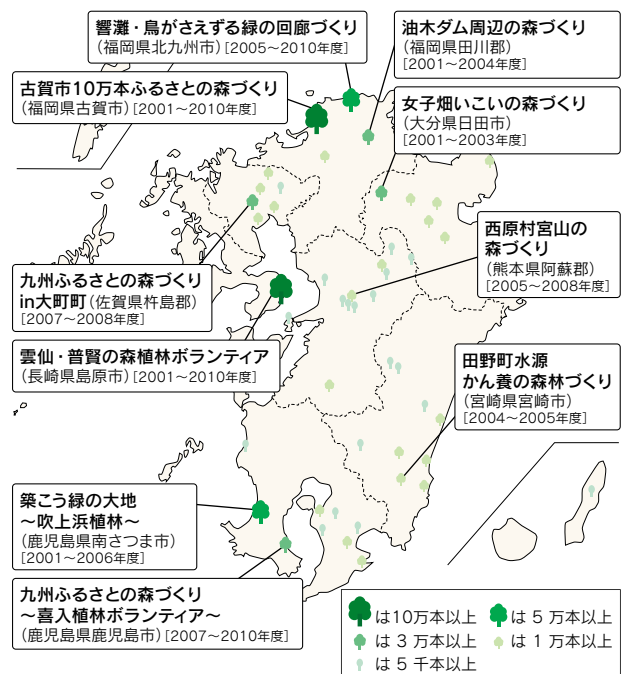 響灘・鳥がさえずる緑の回廊づくり
(福岡県北九州市) [2005~2010年度]
油木ダム周辺の森づくり
(福岡県田川郡)
[2001~2004年度]
古賀市10万本ふるさとの森づくり
(福岡県古賀市) [2001~2010年度]
女子畑いこいの森づくり
(大分県日田市)
[2001~2003年度]
西原村宮山の
森づくり
(熊本県阿蘇郡)
[2005~2008年度]
九州ふるさとの森づくり
in大町町(佐賀県杵島郡)
[2007~2008年度]
雲仙・普賢の森植林ボランティア
(長崎県島原市) [2001~2010年度]
田野町水源
かん養の森林づくり
(宮崎県宮崎市)
[2004~2005年度]
築こう緑の大地
~吹上浜植林~
(鹿児島県南さつま市)
[2001~2006年度]
九州ふるさとの森づくり
~喜入植林ボランティア~
(鹿児島県鹿児島市) [2007~2010年度]
は10万本以上
は 5 万本以上
は 3 万本以上
は 1 万本以上
は 5 千本以上